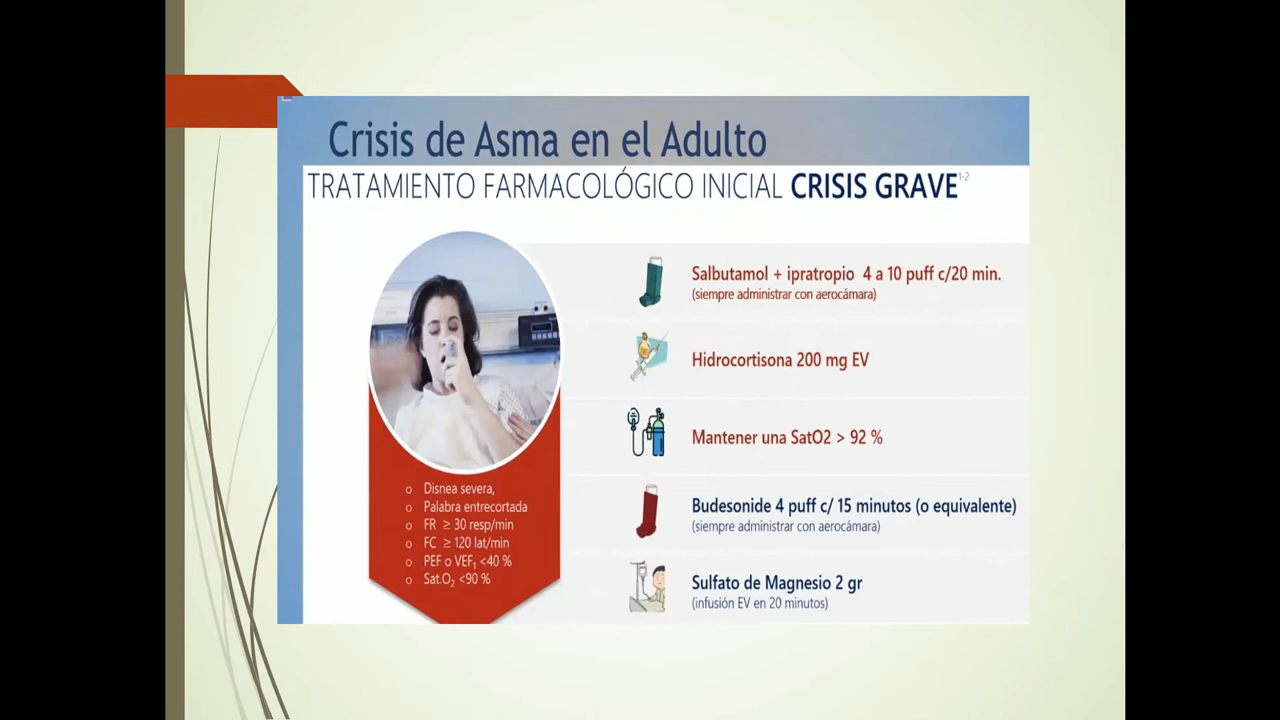 Crisis de Asma en el Adulto
TRATAMIENTO FARMACOLÓGICO INICIAL CRISIS GRAVE1-2
Salbutamol + ipratropio 4 a 10 puff c/20 min.
(siempre administrar con aerocámara)
Hidrocortisona 200 mg EV
Mantener una SatO2 > 92 %
Budesonide 4 puff c/ 15 minutos (o equivalente)
(siempre administrar con aerocámara)
Sulfato de Magnesio 2 gr
(infusión EV en 20 minutos)
o Disnea severa,
o Palabra entrecortada
o FR ≥ 30 resp/min
o FC ≥ 120 lat/min
o PEF o VEF1 <40 %
o Sat.O2 <90 %